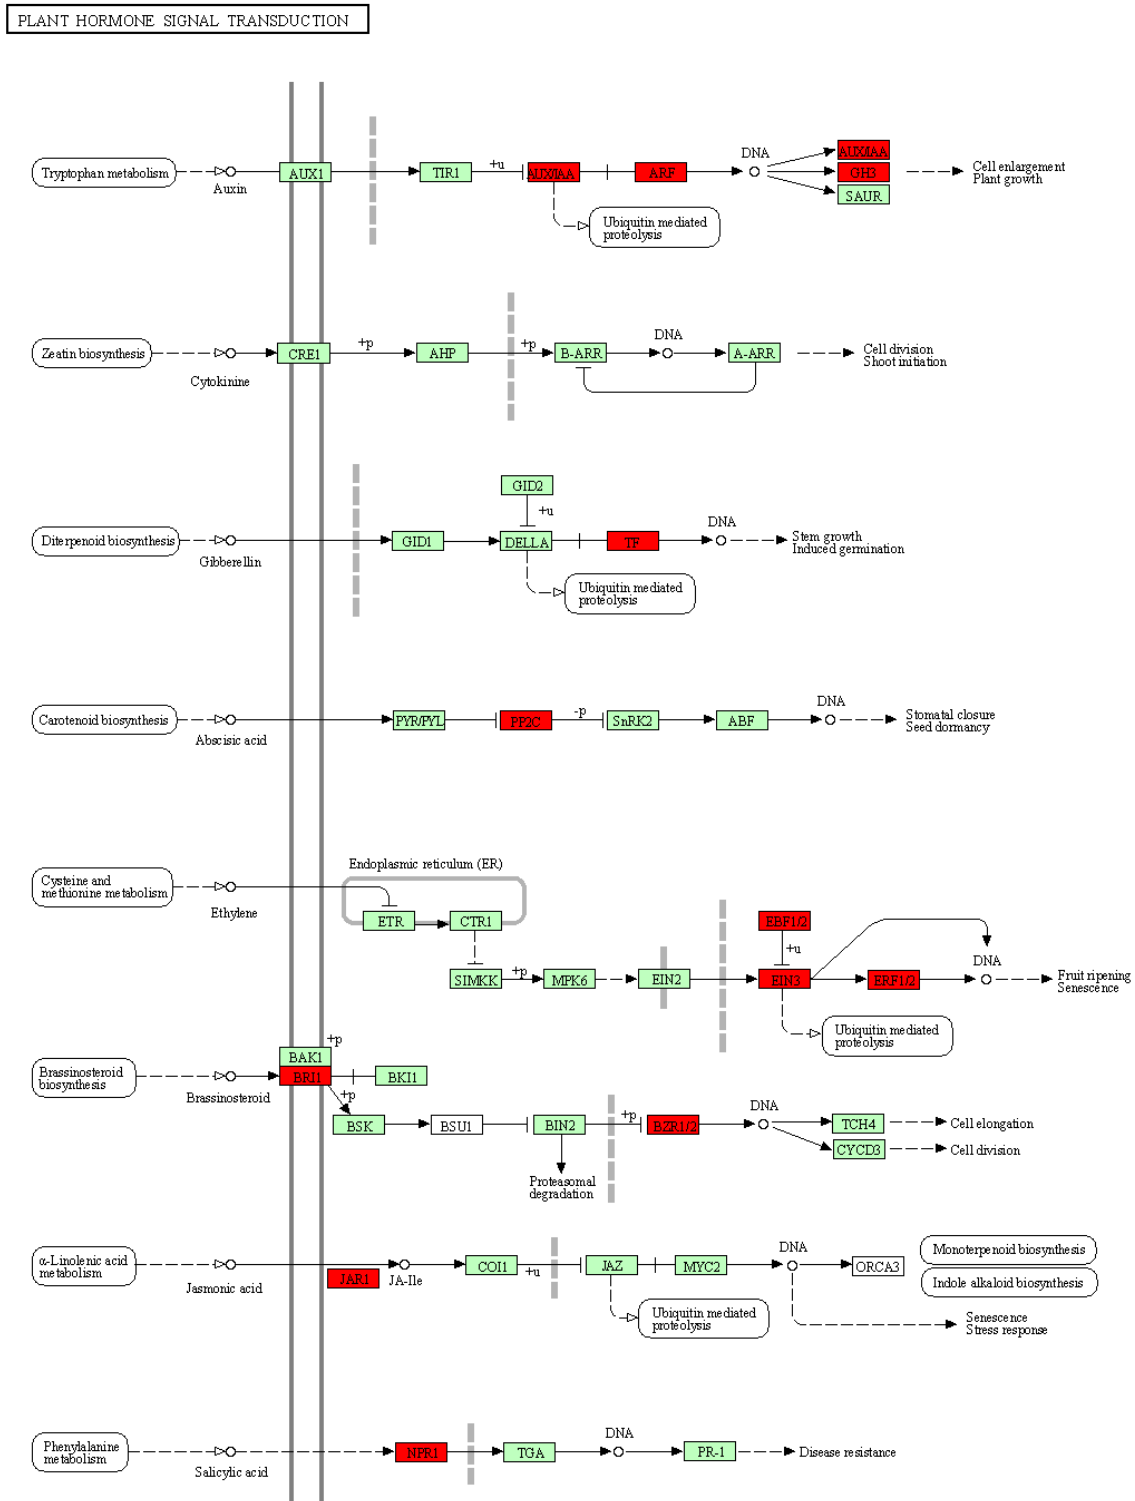 PLANT HORMONE SIGNAL TRANSDUCTION
Tryptophan metabolism
Auxin
AUX1
TIR1
+u
AUX/IAA
ARF
DNA
AUX/IAA
GH3
SAUR
Cell enlargement
Plant growth
Ubiquitin mediated
proteolysis
Zeatin biosynthesis
Cytokinine
CRE1
+p
AHP
+p
B-ARR
DNA
A-ARR
Cell division
Shoot initiation
Diterpenoid biosynthesis
Gibberellin
GID1
GID2
+u
DELLA
TF
DNA
Stem growth
Induced germination
Ubiquitin mediated
proteolysis
Carotenoid biosynthesis
Abscisic acid
PYR/PYL
PP2C
-p
SnRK2
ABF
DNA
Stomatal closure
Seed dormancy
Cysteine and
methionine metabolism
Ethylene
Endoplasmic reticulum (ER)
ETR
CTR1
SIMKK
+p
MPK6
EIN2
EBF1/2
+u
EIN3
ERF1/2
DNA
Fruit ripening
Senescence
Ubiquitin mediated
proteolysis
Brassinosteroid
biosynthesis
Brassinosteroid
BAK1
+p
BRI1
BKI1
+p
BSK
BSU1
BIN2
+p
BZR1/2
DNA
TCH4
Cell elongation
CYCD3
Cell division
Proteasomal
degradation
α-Linolenic acid
metabolism
Jasmonic acid
JAR1
JA-Ile
COI1
+u
JAZ
MYC2
DNA
ORCA3
Monoterpenoid biosynthesis
Indole alkaloid biosynthesis
Ubiquitin mediated
proteolysis
Senescence
Stress response
Phenylalanine
metabolism
Salicylic acid
NPR1
TGA
DNA
PR-1
Disease resistance